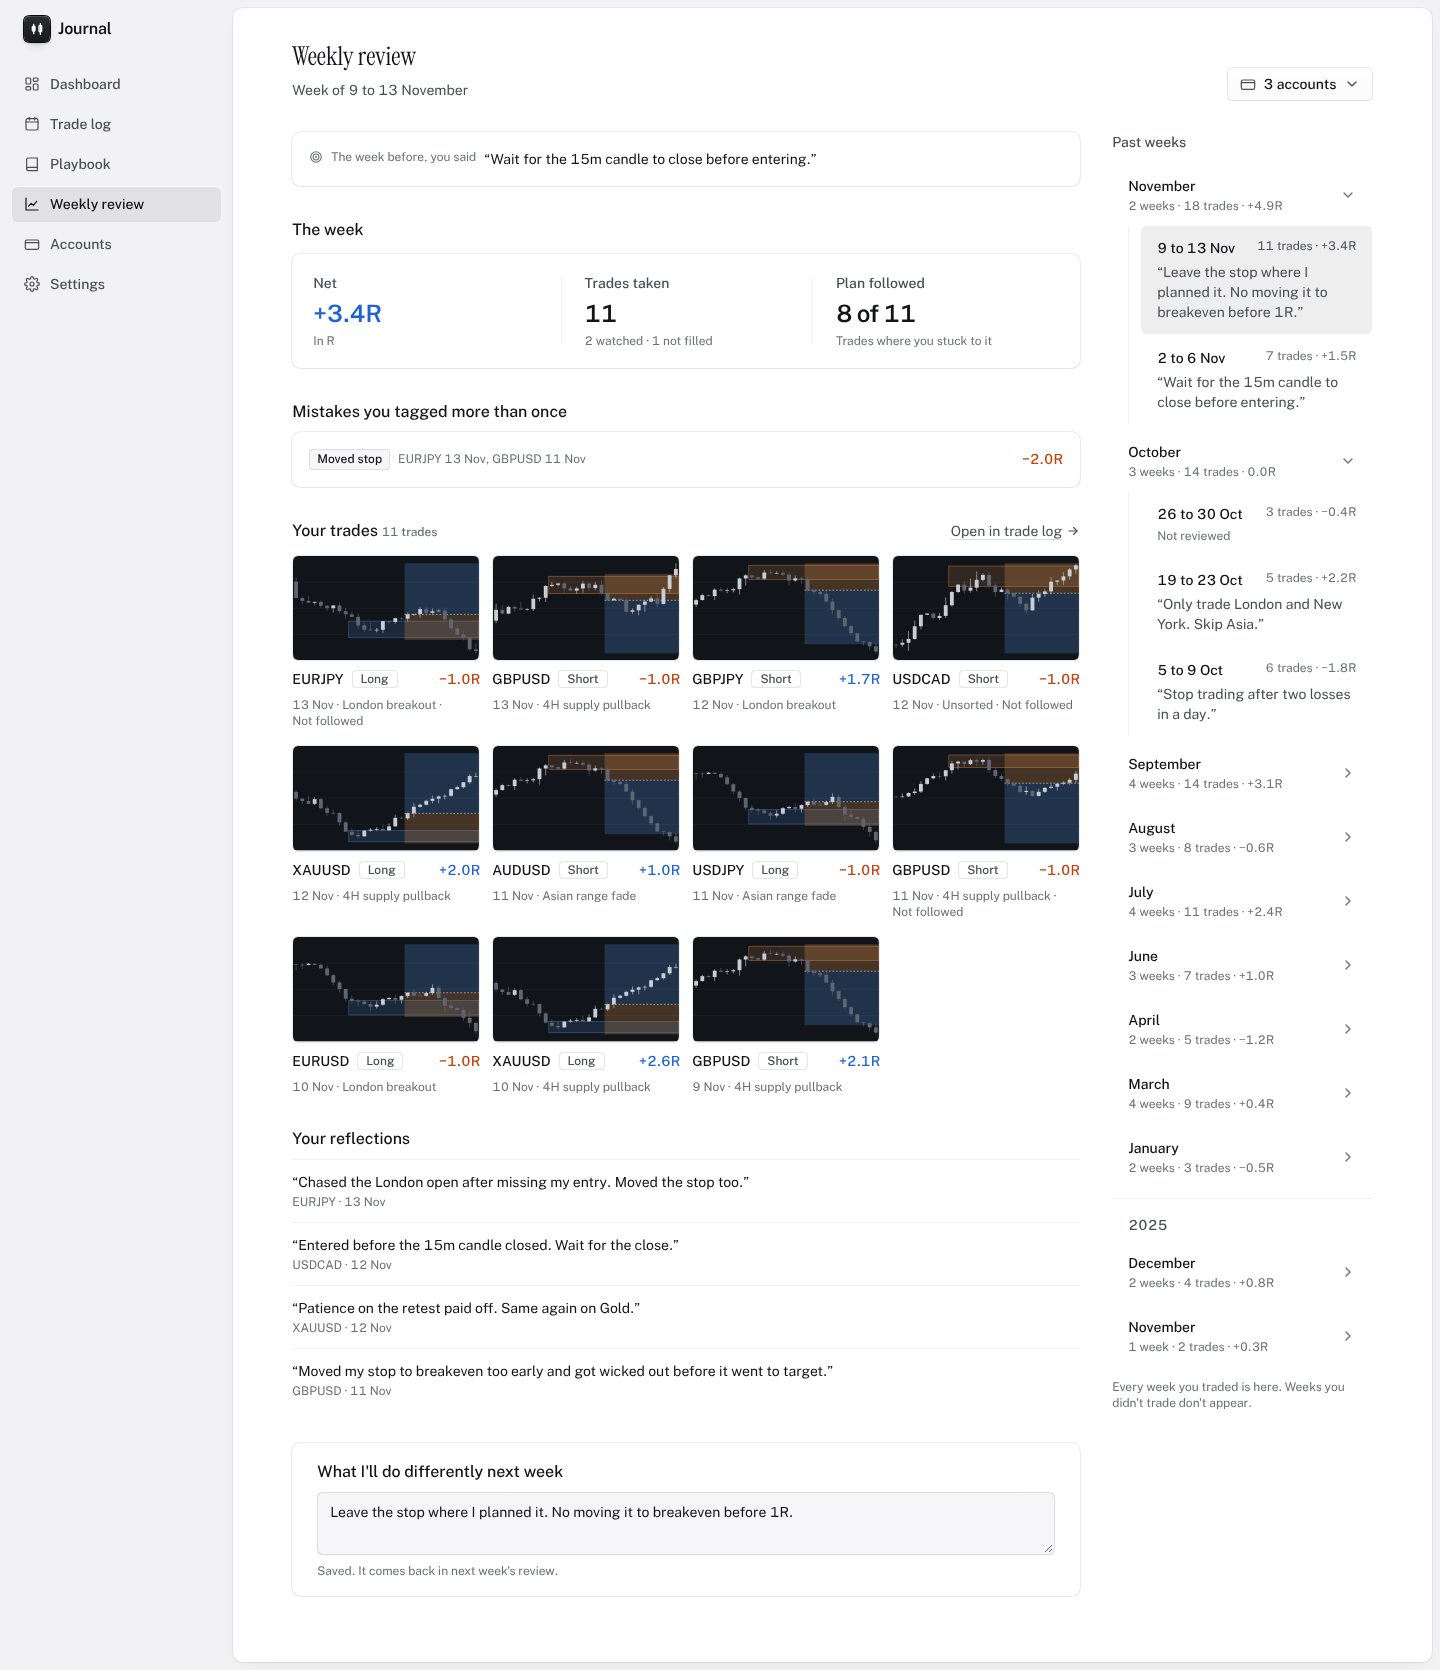 Journal
Dashboard
Trade log
Playbook
Weekly review
Accounts
Settings
Weekly review
Week of 9 to 13 November
3 accounts
The week before, you said “Wait for the 15m candle to close before entering.”
The week
Net
+3.4R
In R
Trades taken
11
2 watched · 1 not filled
Plan followed
8 of 11
Trades where you stuck to it
Mistakes you tagged more than once
Moved stop EURJPY 13 Nov, GBPUSD 11 Nov −2.0R
Your trades 11 trades
Open in trade log →
EURJPY Long −1.0R
13 Nov · London breakout ·
Not followed
GBPUSD Short −1.0R
13 Nov · 4H supply pullback
GBPJPY Short +1.7R
12 Nov · London breakout
USDCAD Short −1.0R
12 Nov · Unsorted · Not followed
XAUUSD Long +2.0R
12 Nov · 4H supply pullback
AUDUSD Short +1.0R
11 Nov · Asian range fade
USDJPY Long −1.0R
11 Nov · Asian range fade
GBPUSD Short −1.0R
11 Nov · 4H supply pullback ·
Not followed
EURUSD Long −1.0R
10 Nov · London breakout
XAUUSD Long +2.6R
10 Nov · 4H supply pullback
GBPUSD Short +2.1R
9 Nov · 4H supply pullback
Your reflections
“Chased the London open after missing my entry. Moved the stop too.”
EURJPY · 13 Nov
“Entered before the 15m candle closed. Wait for the close.”
USDCAD · 12 Nov
“Patience on the retest paid off. Same again on Gold.”
XAUUSD · 12 Nov
“Moved my stop to breakeven too early and got wicked out before it went to target.”
GBPUSD · 11 Nov
What I'll do differently next week
Leave the stop where I planned it. No moving it to breakeven before 1R.
Saved. It comes back in next week's review.
Past weeks
November
2 weeks · 18 trades · +4.9R
9 to 13 Nov 11 trades · +3.4R
“Leave the stop where I
planned it. No moving it to
breakeven before 1R.”
2 to 6 Nov 7 trades · +1.5R
“Wait for the 15m candle to
close before entering.”
October
3 weeks · 14 trades · 0.0R
26 to 30 Oct 3 trades · −0.4R
Not reviewed
19 to 23 Oct 5 trades · +2.2R
“Only trade London and New
York. Skip Asia.”
5 to 9 Oct 6 trades · −1.8R
“Stop trading after two losses
in a day.”
September
4 weeks · 14 trades · +3.1R
August
3 weeks · 8 trades · −0.6R
July
4 weeks · 11 trades · +2.4R
June
3 weeks · 7 trades · +1.0R
April
2 weeks · 5 trades · −1.2R
March
4 weeks · 9 trades · +0.4R
January
2 weeks · 3 trades · −0.5R
2025
December
2 weeks · 4 trades · +0.8R
November
1 week · 2 trades · +0.3R
Every week you traded is here. Weeks you
didn't trade don't appear.